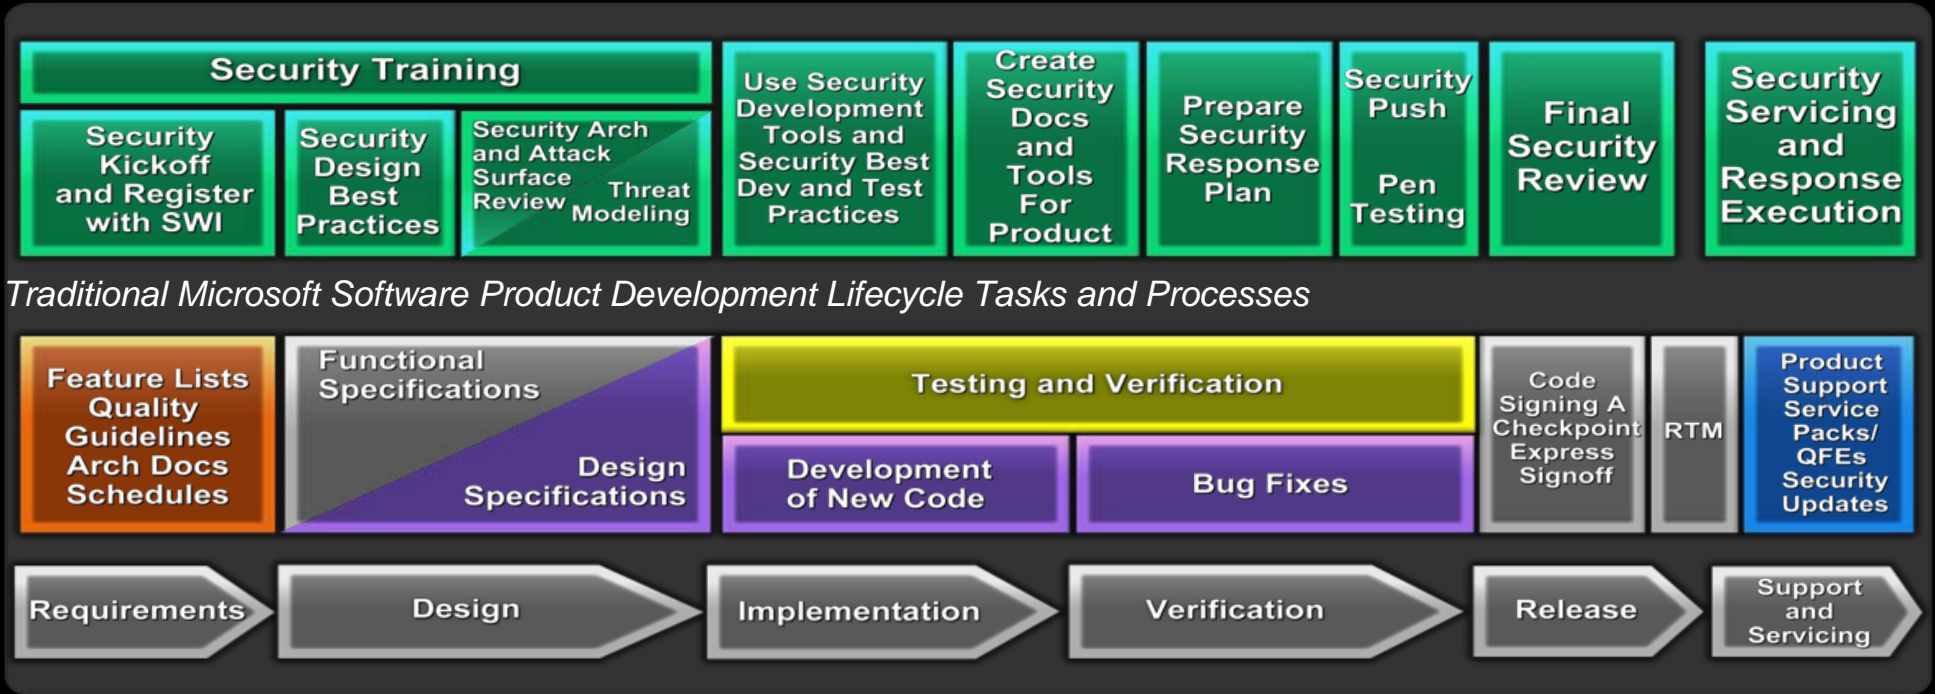 Security Training
Security
Kickoff
and Register
with SWI
Security
Design
Best
Practices
Security Arch
and Attack
Surface
Review
Threat
Modeling
Use Security
Development
Tools and
Security Best
Dev and Test
Practices
Create
Security
Docs
and
Tools
For
Product
Prepare
Security
Response
Plan
Security
Push
Pen
Testing
Final
Security
Review
Security
Servicing
and
Response
Execution
Traditional Microsoft Software Product Development Lifecycle Tasks and Processes
Feature Lists
Quality
Guidelines
Arch Docs
Schedules
Functional
Specifications
Design
Specifications
Testing and Verification
Development
of New Code
Bug Fixes
Code
Signing A
Checkpoint
Express
Signoff
RTM
Product
Support
Service
Packs/
QFEs
Security
Updates
Requirements
Design
Implementation
Verification
Release
Support
and
Servicing